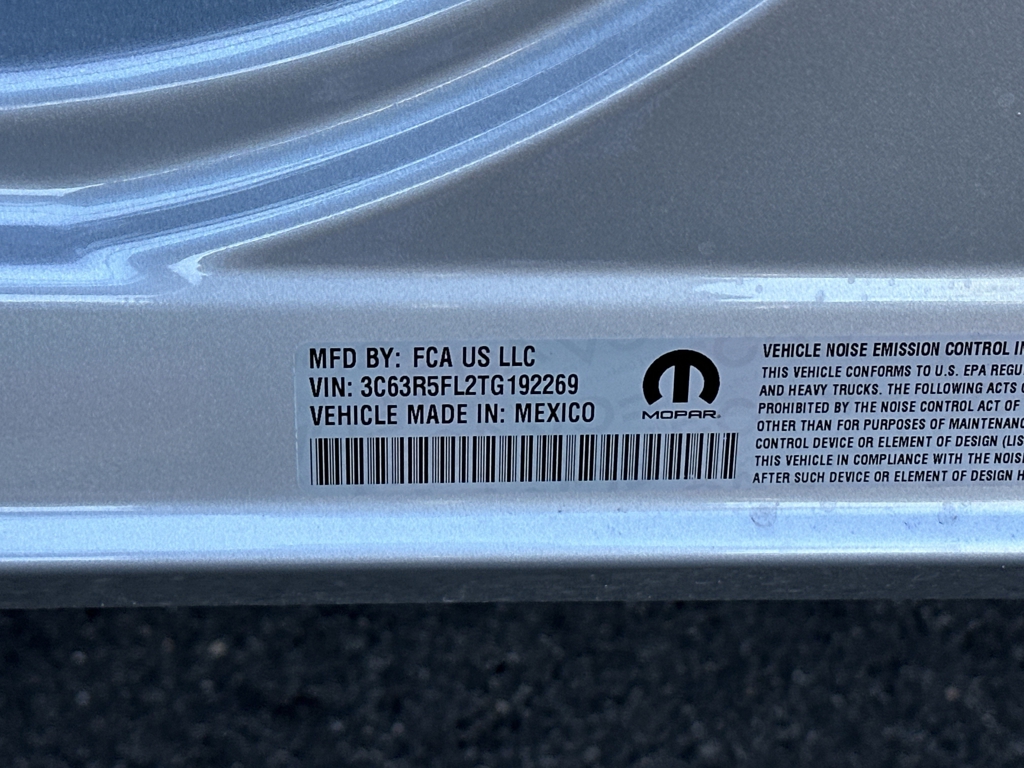 MFD BY: FCA US LLC
VIN: 3C63R5FL2TG192269
VEHICLE MADE IN: MEXICO
MOPAR
VEHICLE NOISE EMISSION CONTROL
THIS VEHICLE CONFORMS TO U.S. EPA
AND HEAVY TRUCKS. THE FOLLOWING ACTS
PROHIBITED BY THE NOISE CONTROL ACT OF
OTHER THAN FOR PURPOSES OF
CONTROL DEVICE OR ELEMENT OF DESIGN
THIS VEHICLE IN COMPLIANCE WITH THE
AFTER SUCH DEVICE OR ELEMENT OF DESIGN